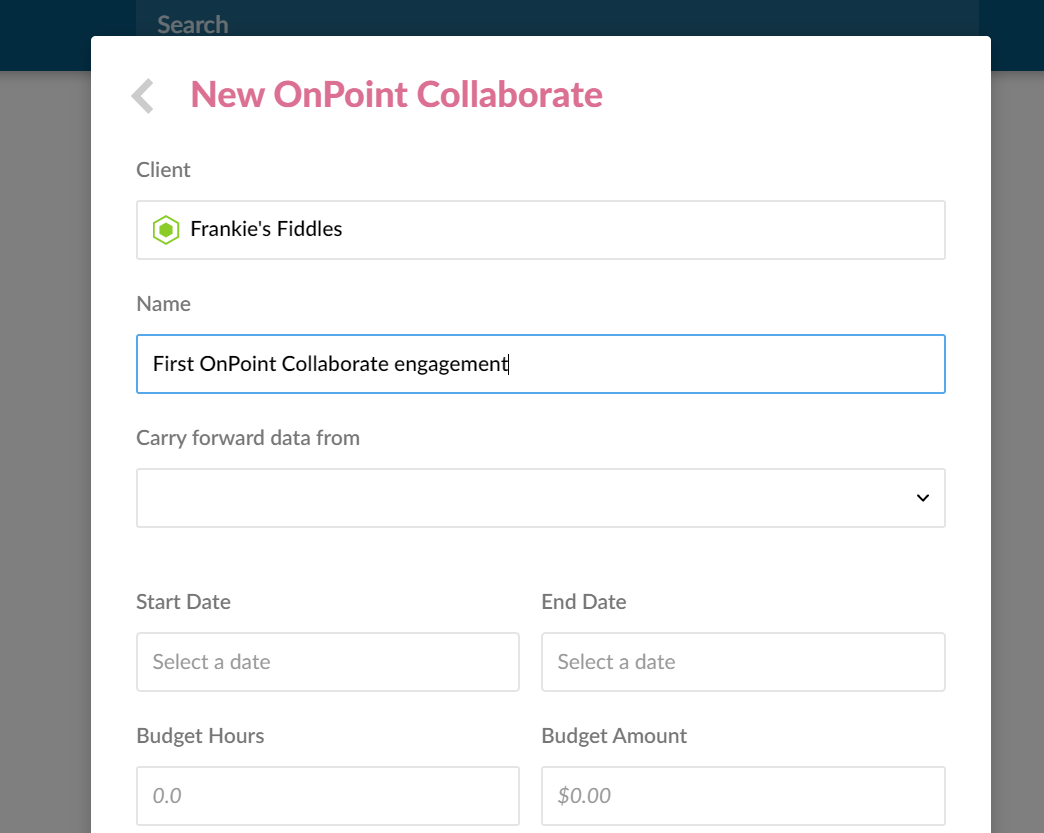 Search
New OnPoint Collaborate
Client
Frankie's Fiddles
Name
First OnPoint Collaborate engagement
Carry forward data from
Start Date End Date
Select a date Select a date
Budget Hours Budget Amount
0.0 $0.00